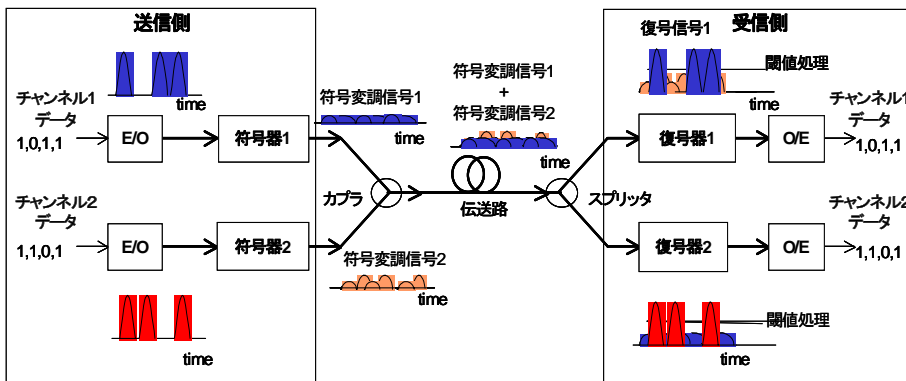 送信側
time
チャンネル1
データ
1,0,1,1
E/O
符号器1
符号変調信号1
time
チャンネル2
データ
1,1,0,1
E/O
符号器2
time
カプラ
符号変調信号2
time
符号変調信号1
+
符号変調信号2
time
伝送路
スプリッタ
受信側
復号信号1
閾値処理
time
復号器1
O/E
チャンネル1
データ
1,0,1,1
復号器2
O/E
チャンネル2
データ
1,1,0,1
閾値処理
time